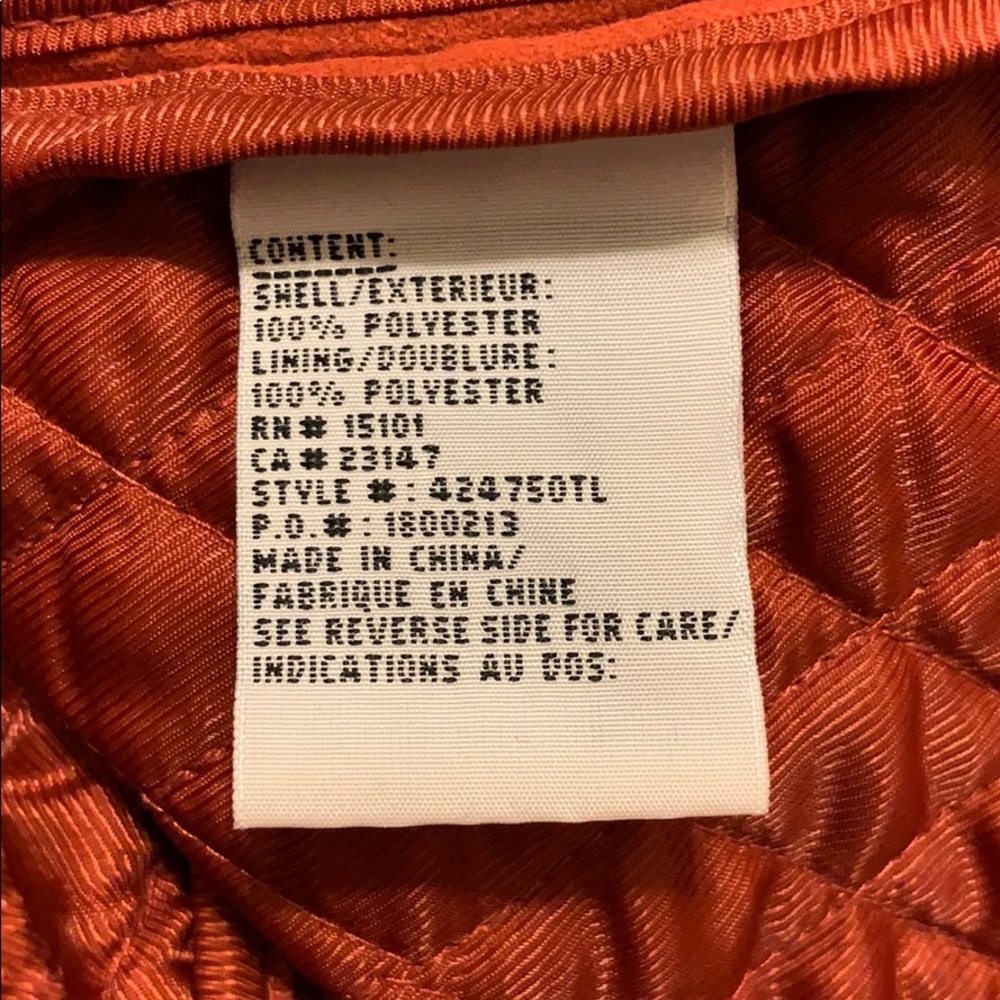 CONTENT:
SHELL/EXTERIEUR:
100% POLYESTER
LINING/DOUBLURE:
100% POLYESTER
RN# 15101
CA# 23147
STYLE #: 424750TL
P.O.#: 1800213
MADE IN CHINA/
FABRIQUE EN CHINE
SEE REVERSE SIDE FOR CARE/
INDICATIONS AU DOS: